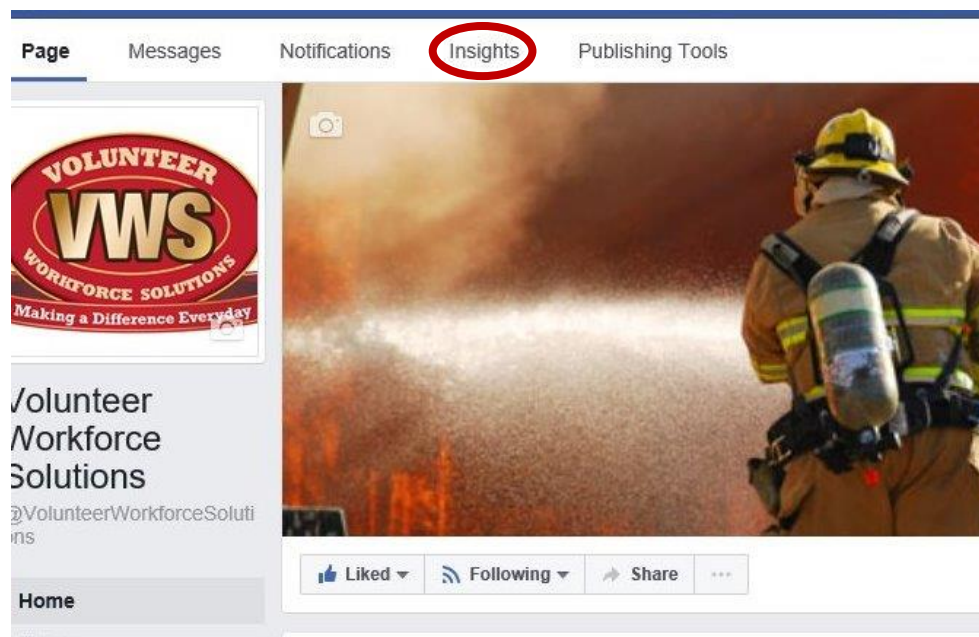 Page Messages Notifications Insights Publishing Tools
VOLUNTEER
VWS
WORKFORCE SOLUTIONS
Making a Difference Everyday
Volunteer
Workforce
Solutions
@VolunteerWorkforceSoluti
ons
Liked Following Share ...
Home